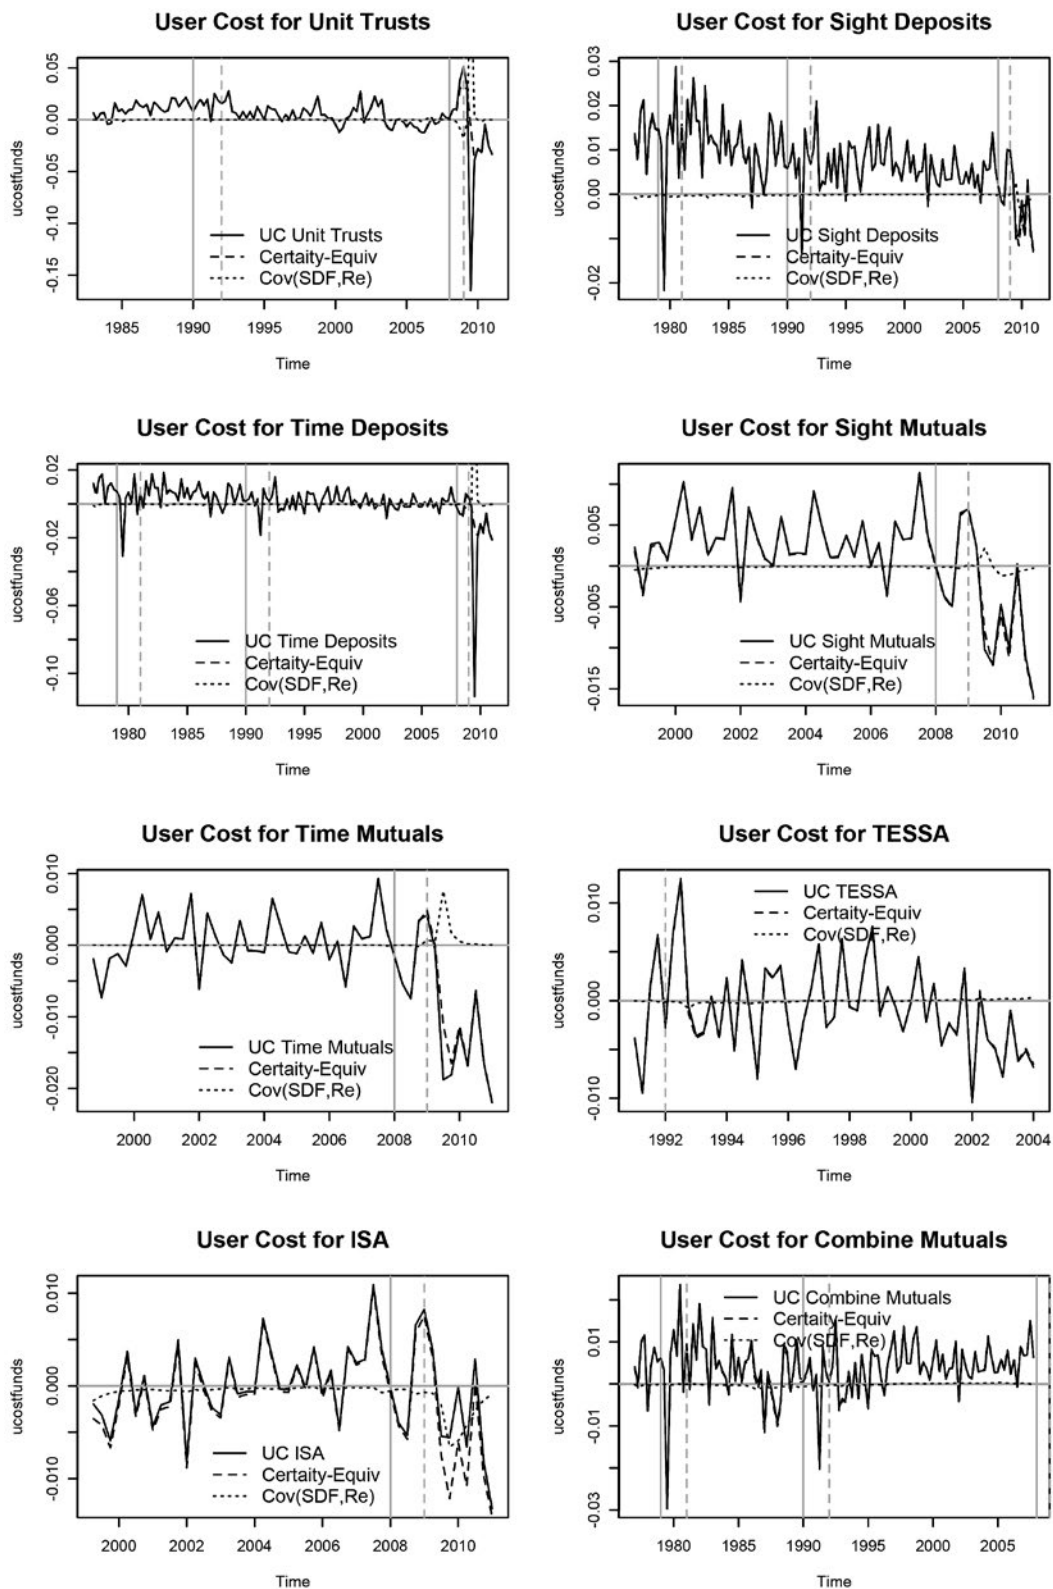 User Cost for Unit Trusts
ucostfunds
0.05
0.00
-0.05
-0.10
-0.15
UC Unit Trusts
Certaity-Equiv
Cov(SDF,Re)
1985 1990 1995 2000 2005 2010
Time
User Cost for Sight Deposits
ucostfunds
0.03
0.02
0.01
0.00
-0.02
UC Sight Deposits
Certaity-Equiv
Cov(SDF,Re)
1980 1985 1990 1995 2000 2005 2010
Time
User Cost for Time Deposits
ucostfunds
0.02
-0.02
-0.06
-0.10
UC Time Deposits
Certaity-Equiv
Cov(SDF,Re)
1980 1985 1990 1995 2000 2005 2010
Time
User Cost for Sight Mutuals
ucostfunds
0.005
-0.005
-0.015
UC Sight Mutuals
Certaity-Equiv
Cov(SDF,Re)
2000 2002 2004 2006 2008 2010
Time
User Cost for Time Mutuals
ucostfunds
0.010
0.000
-0.010
-0.020
UC Time Mutuals
Certaity-Equiv
Cov(SDF,Re)
2000 2002 2004 2006 2008 2010
Time
User Cost for TESSA
ucostfunds
0.010
0.000
-0.010
UC TESSA
Certaity-Equiv
Cov(SDF,Re)
1992 1994 1996 1998 2000 2002 2004
Time
User Cost for ISA
ucostfunds
0.010
0.000
-0.010
UC ISA
Certaity-Equiv
Cov(SDF,Re)
2000 2002 2004 2006 2008 2010
Time
User Cost for Combine Mutuals
ucostfunds
0.01
-0.01
-0.03
UC Combine Mutuals
Certaity-Equiv
Cov(SDF,Re)
1980 1985 1990 1995 2000 2005
Time